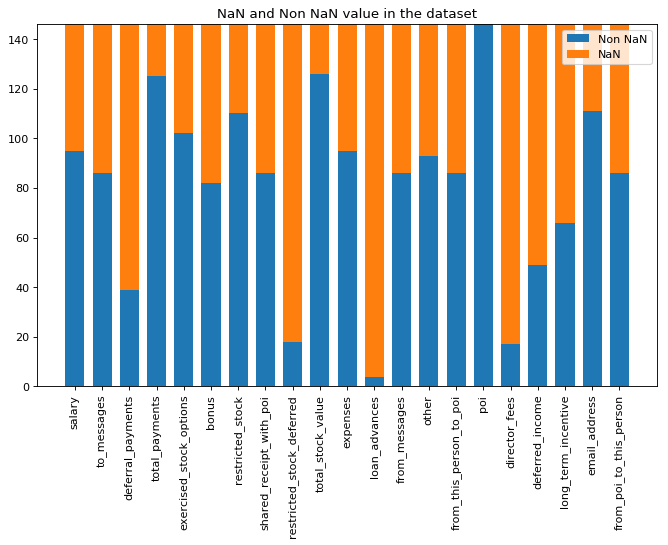 NaN and Non NaN value in the dataset
140
120
100
80
60
40
20
0
Non NaN
NaN
salary
to_messages
deferral_payments
total_payments
exercised_stock_options
bonus
restricted_stock
shared_receipt_with_poi
restricted_stock_deferred
total_stock_value
expenses
loan_advances
from_messages
other
from_this_person_to_poi
poi
director_fees
deferred_income
long_term_incentive
email_address
from_poi_to_this_person